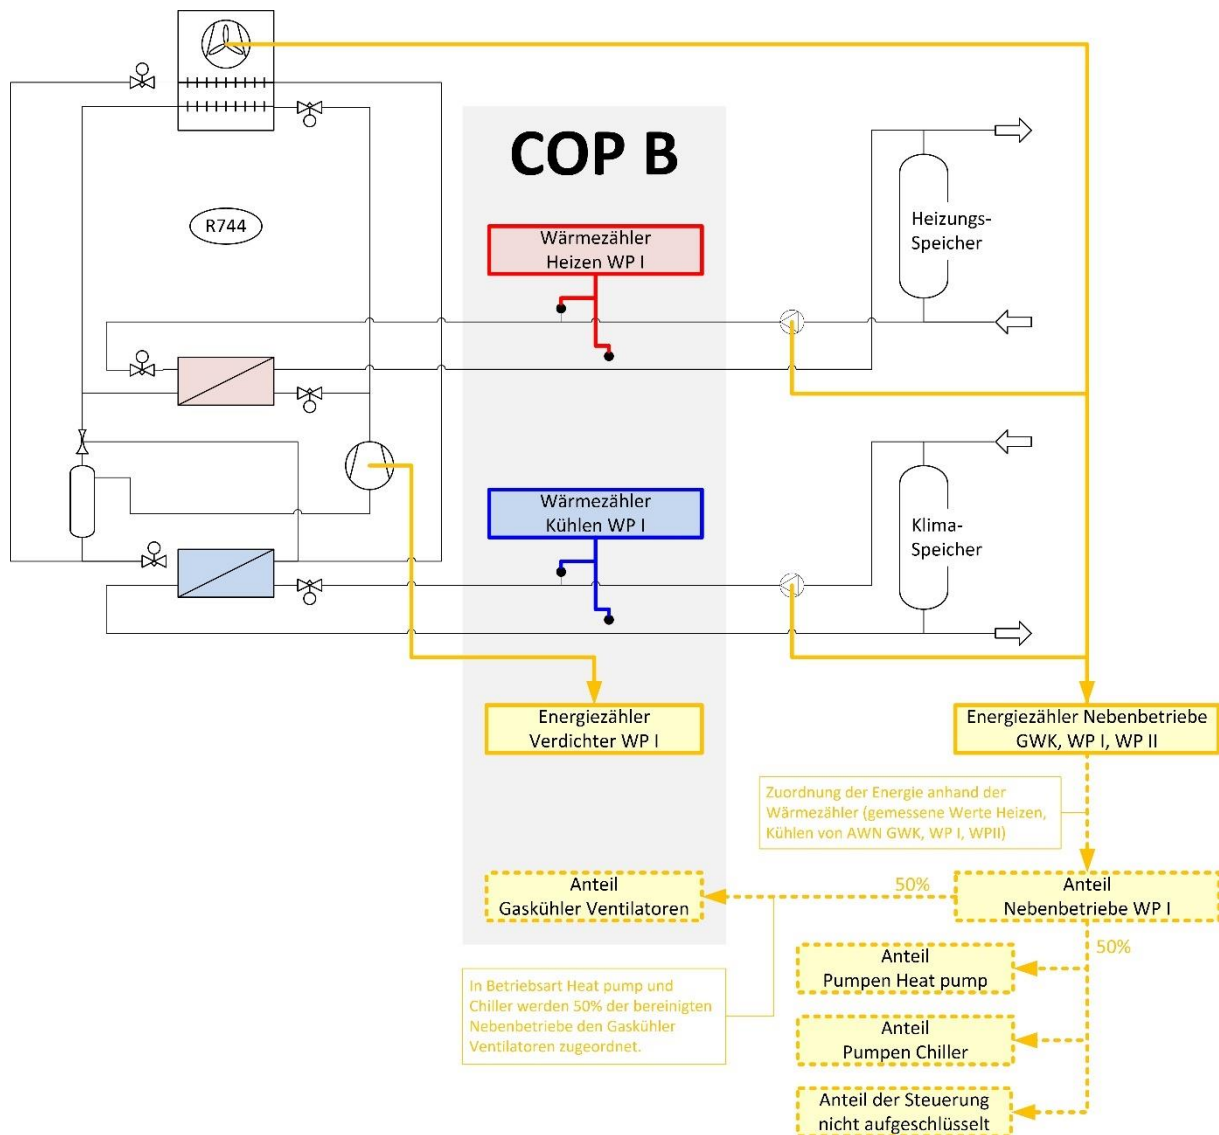 COP B
R744
Wärmezähler
Heizen WP I
Heizungs-
Speicher
Wärmezähler
Kühlen WP I
Klima-
Speicher
Energiezähler
Verdichter WP I
Energiezähler Nebenbetriebe
GWK, WP I, WP II
Zuordnung der Energie anhand der
Wärmezähler (gemessene Werte Heizen,
Kühlen von AWN GWK, WP I, WPII)
Anteil
Gaskühler Ventilatoren
50%
Anteil
Nebenbetriebe WP I
50%
Anteil
Pumpen Heat pump
In Betriebsart Heat pump und
Chiller werden 50% der bereinigten
Nebenbetriebe den Gaskühler
Ventilatoren zugeordnet.
Anteil
Pumpen Chiller
Anteil der Steuerung
nicht aufgeschlüsselt